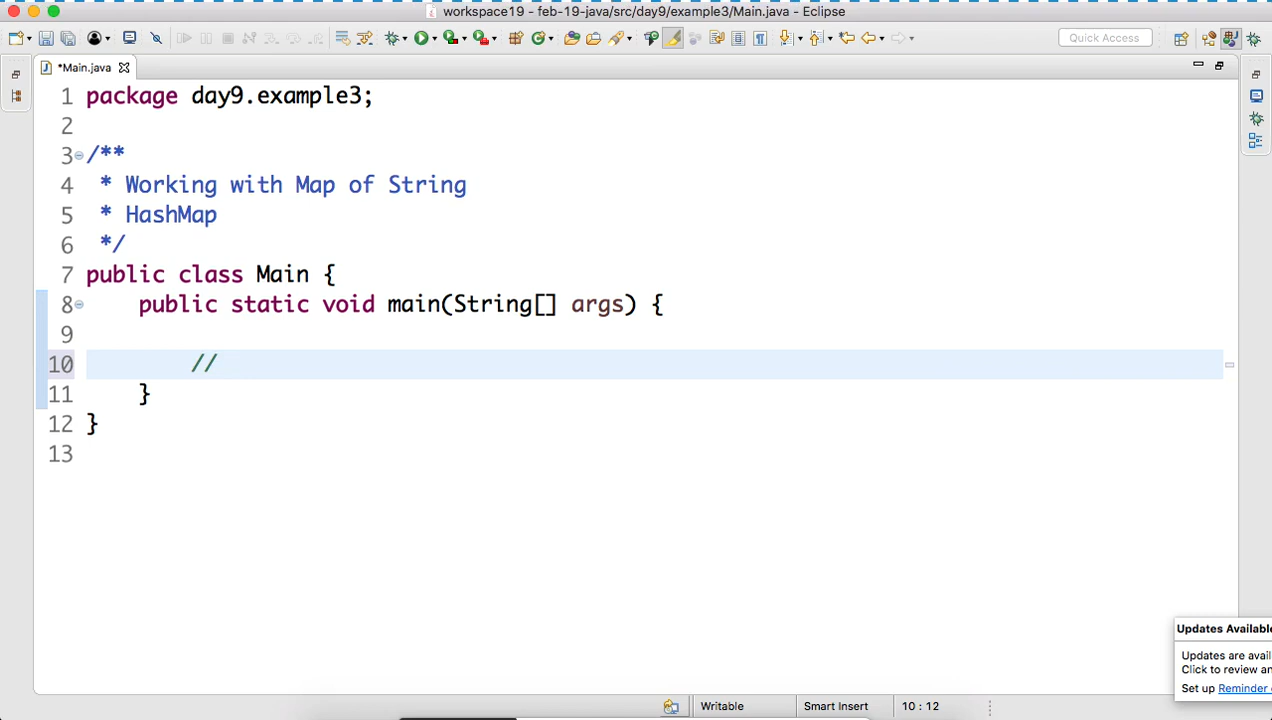 workspace19 - feb-19-java/src/day9/example3/Main.java - Eclipse
Quick Access
*Main.java
1 package day9.example3;
2
3 /**
4 * Working with Map of String
5 * HashMap
6 */
7 public class Main {
8 public static void main(String[] args) {
9
10 //
11 }
12 }
13
Updates Available
Updates are avail
Click to review an
Set up Reminder
Writable
Smart Insert
10 : 12